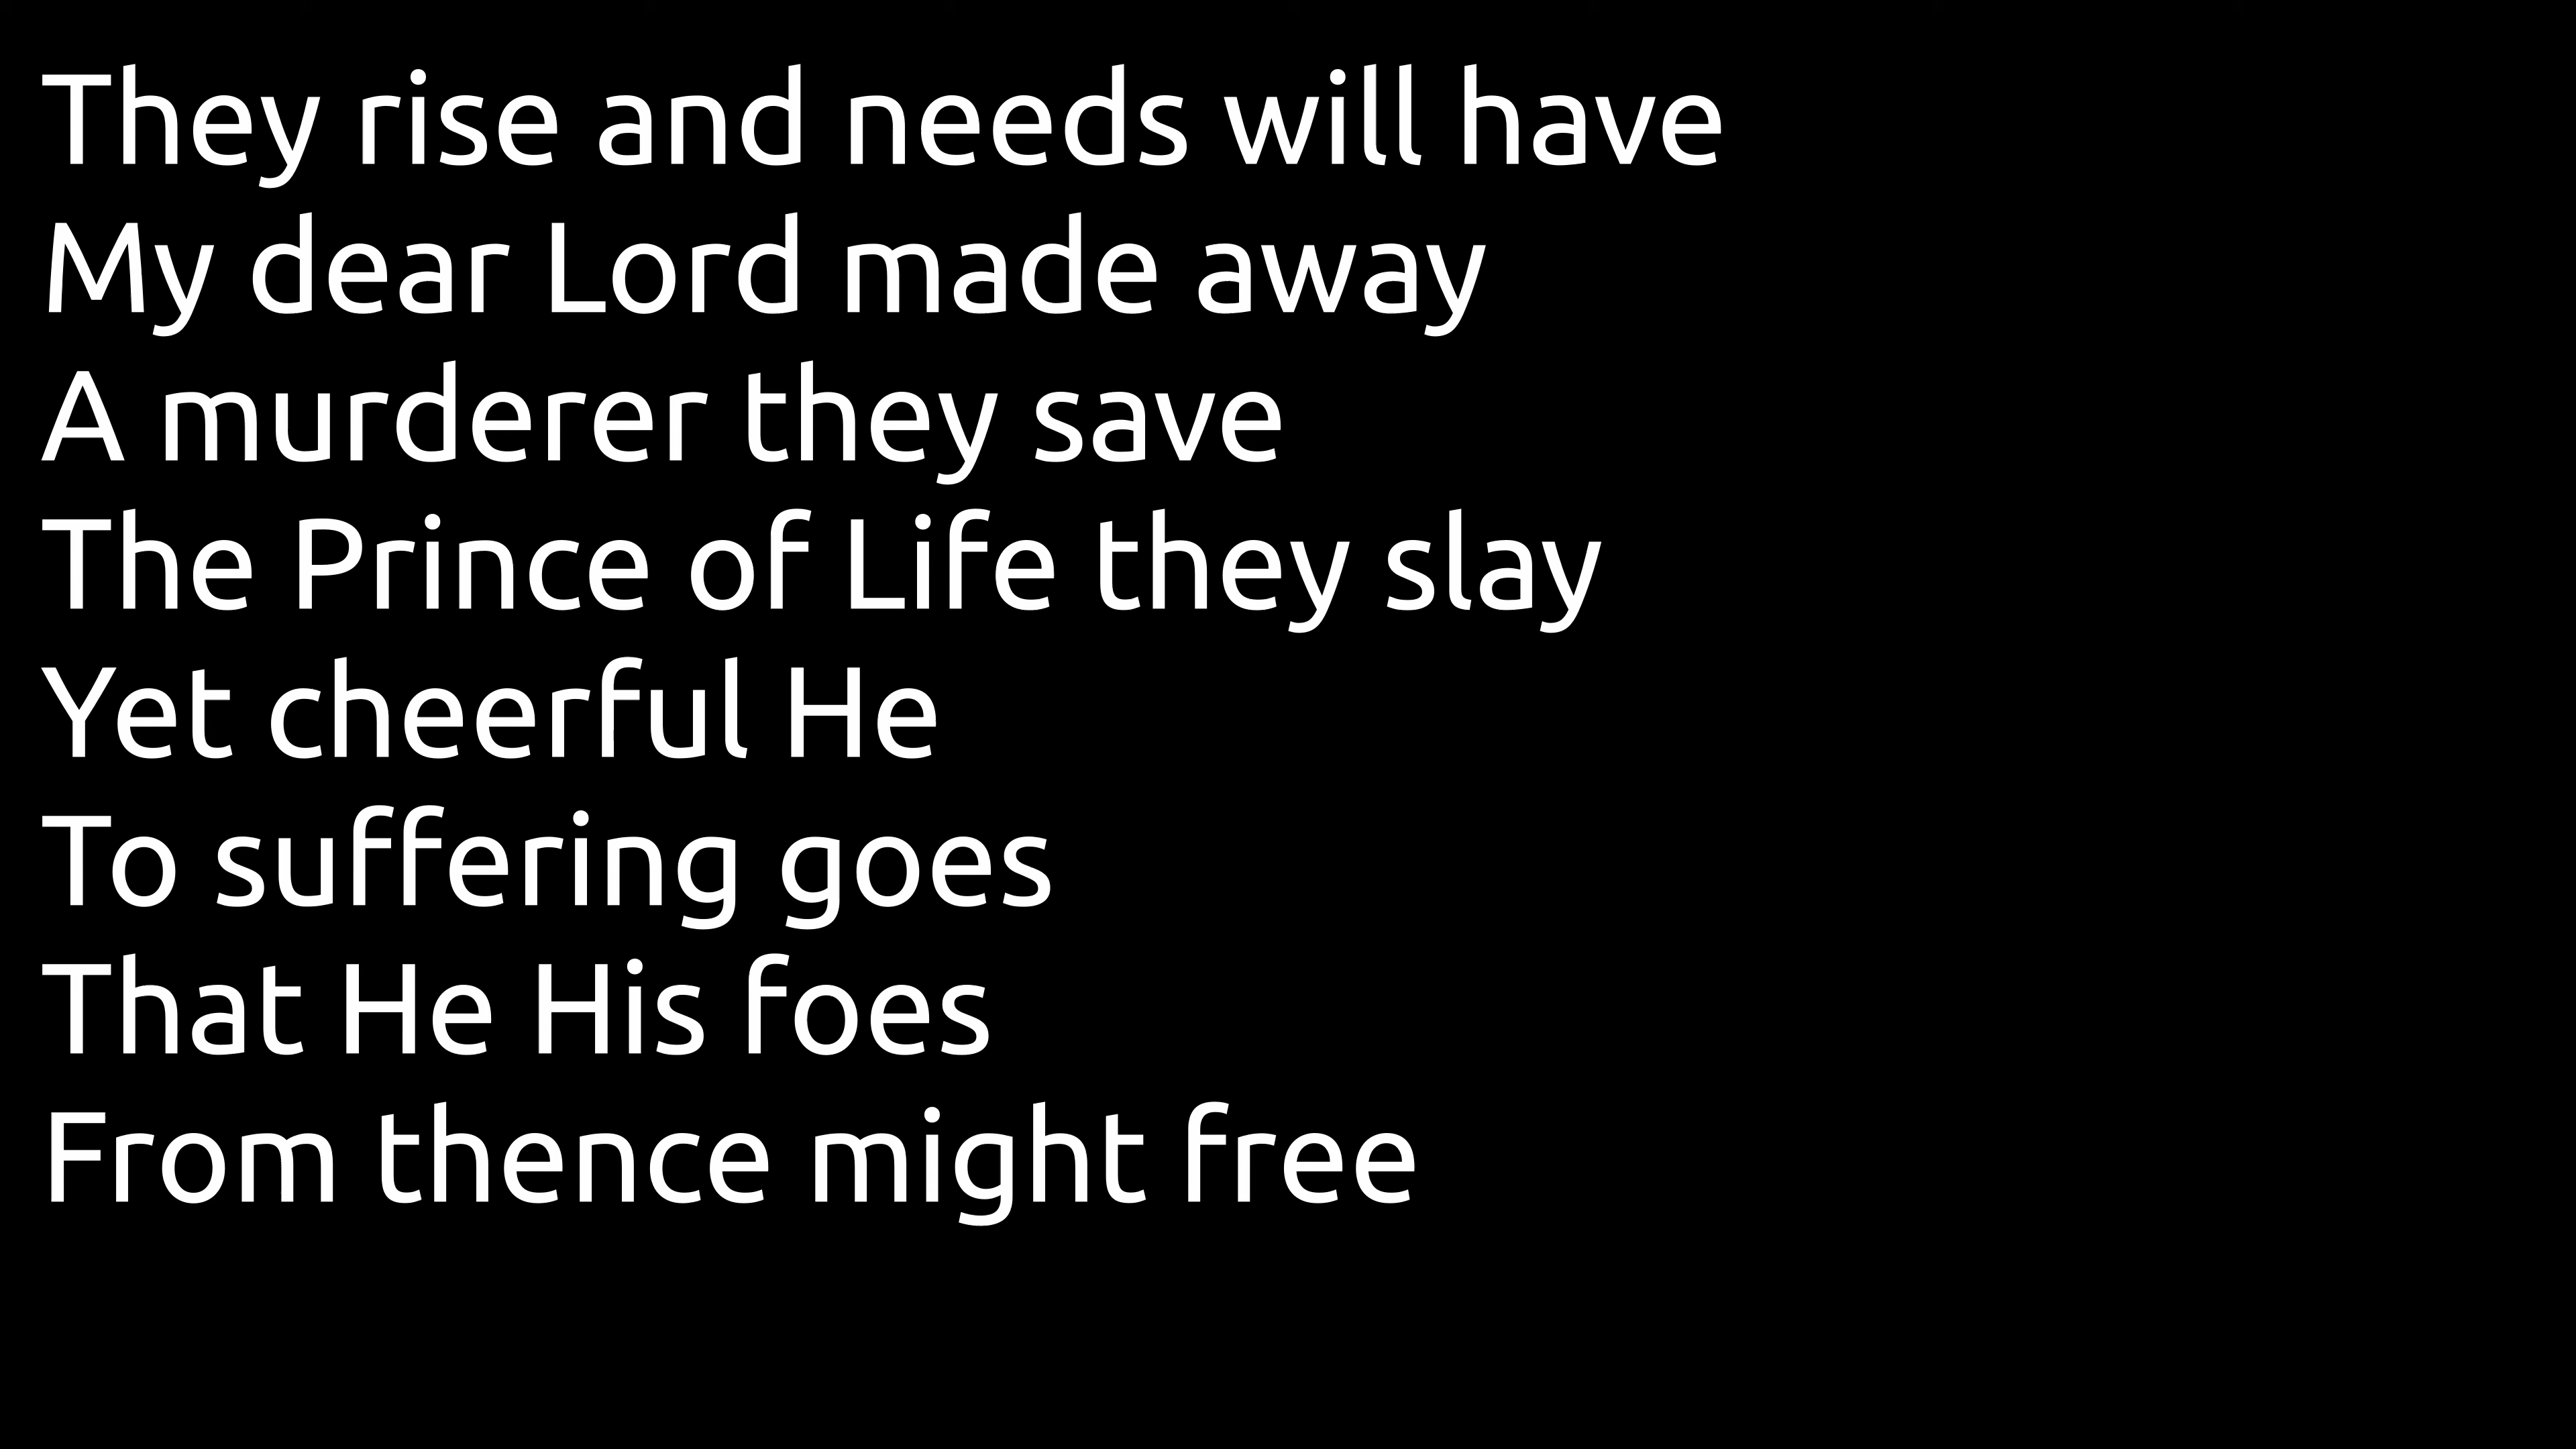 They rise and needs will have
My dear Lord made away
A murderer they save
The Prince of Life they slay
Yet cheerful He
To suffering goes
That He His foes
From thence might free